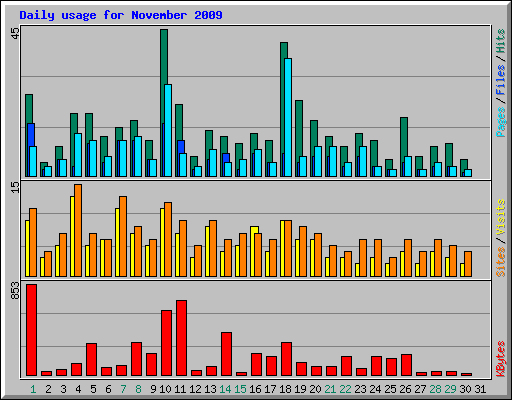 Daily usage for November 2009
45
Pages / Files / Hits
15
Sites / Visits
853
KBytes
1 2 3 4 5 6 7 8 9 10 11 12 13 14 15 16 17 18 19 20 21 22 23 24 25 26 27 28 29 30 31